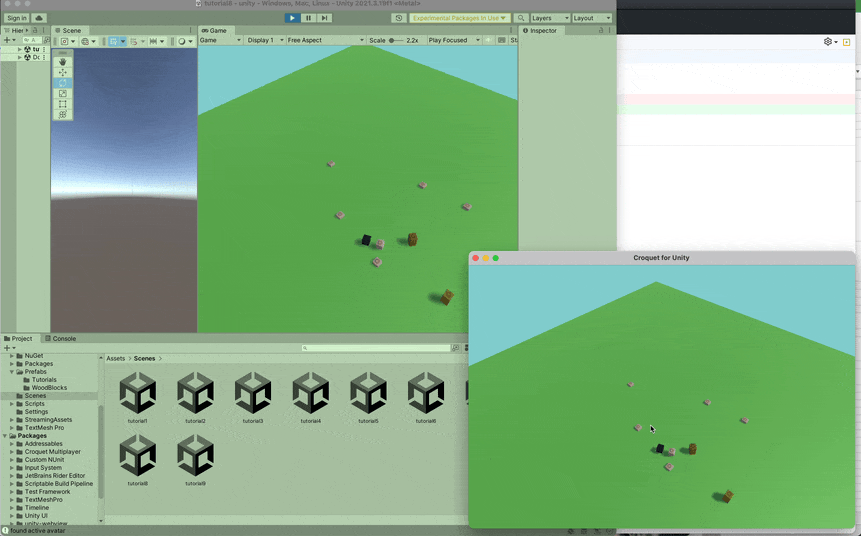 tutorial8 - unity - Windows, Mac, Linux - Unity 2021.3.19f1 <Metal>
Sign in
Experimental Packages In Use
Layers
Layout
Hier
Scene
Game
Inspector
Game
Display 1
Free Aspect
Scale
2.2x
Play Focused
St
All
tu
Dc
Croquet for Unity
Project
Console
Assets > Scenes >
NuGet
Packages
Prefabs
Tutorials
WoodBlocks
Scenes
Scripts
Settings
StreamingAssets
TextMesh Pro
Packages
Addressables
Croquet Multiplayer
Custom NUnit
Input System
JetBrains Rider Editor
Scriptable Build Pipeline
Test Framework
TextMeshPro
Timeline
Unity UI
unity-webview
tutorial1
tutorial2
tutorial3
tutorial4
tutorial5
tutorial6
tutorial8
tutorial9
found active avatar